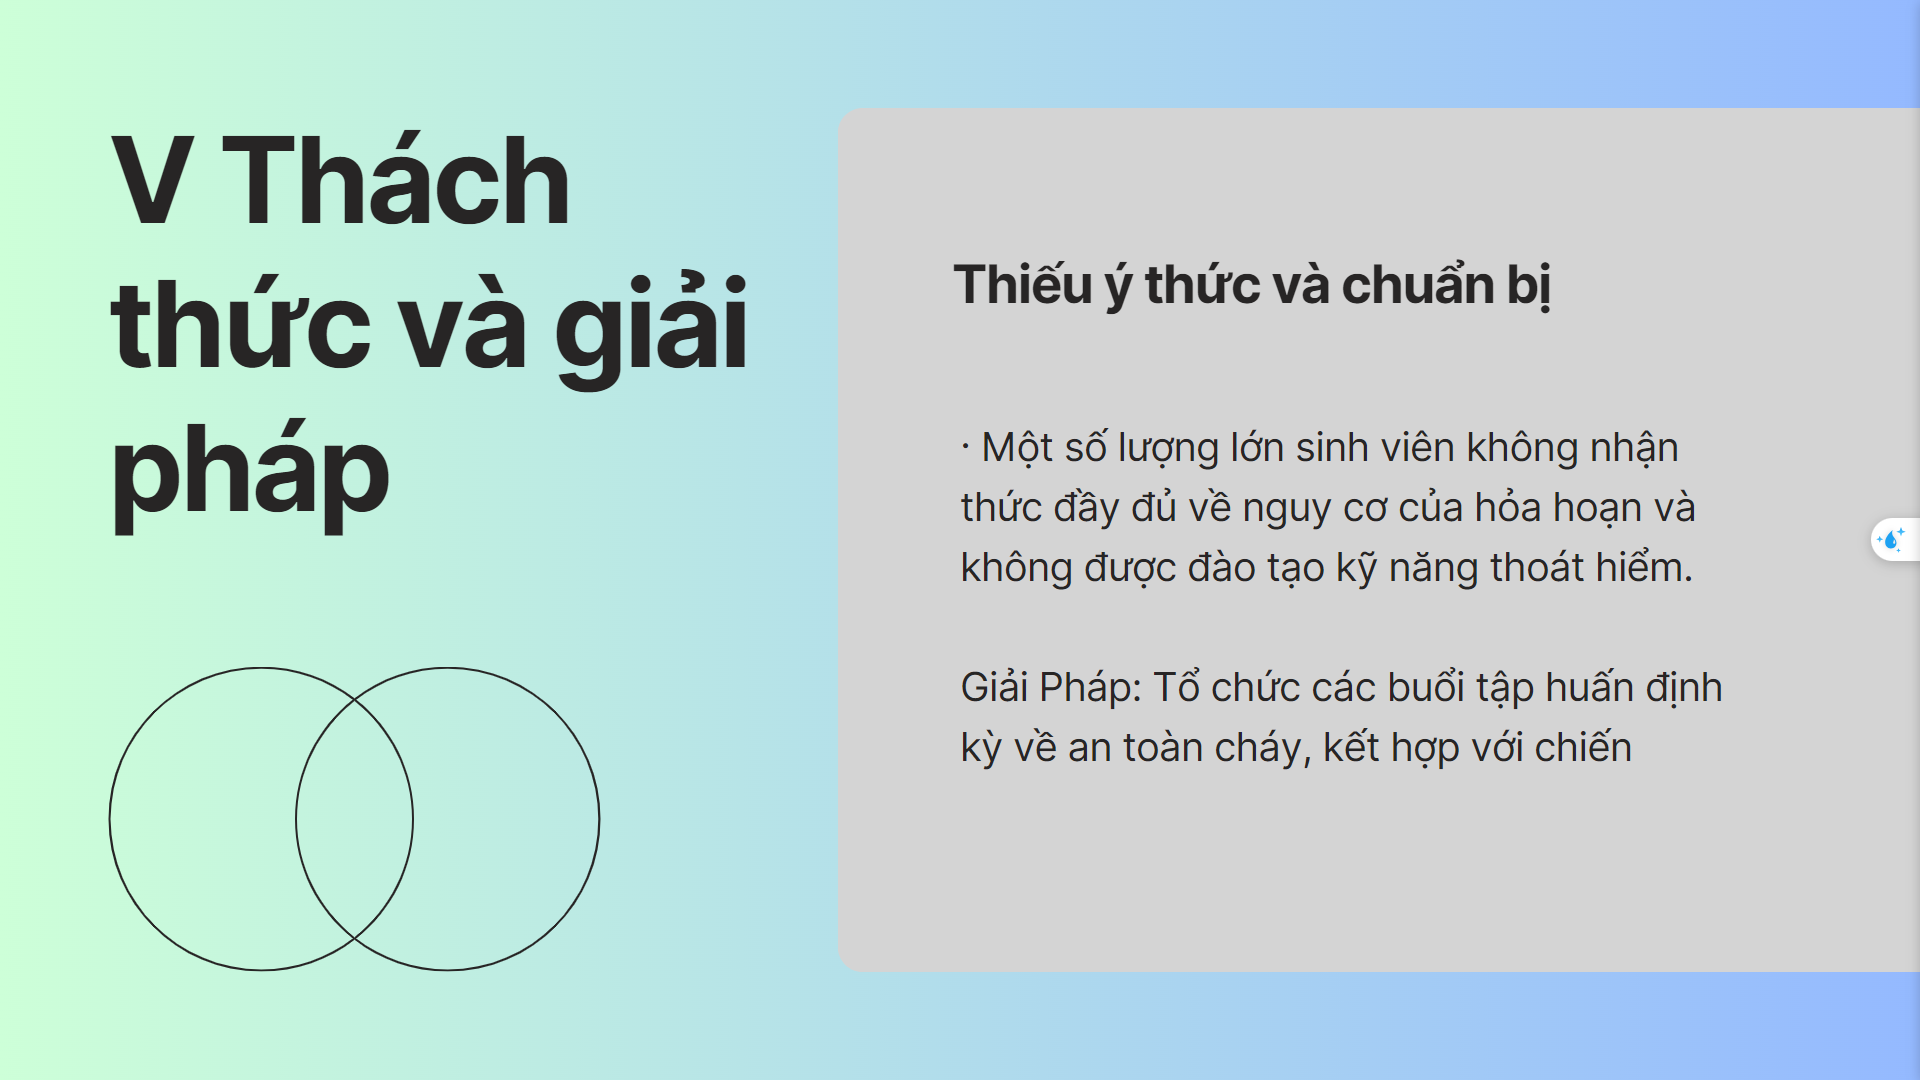 V Thách
thức và giải
pháp
Thiếu ý thức và chuẩn bị
· Một số lượng lớn sinh viên không nhận
thức đầy đủ về nguy cơ của hỏa hoạn và
không được đào tạo kỹ năng thoát hiểm.
Giải Pháp: Tổ chức các buổi tập huấn định
kỳ về an toàn cháy, kết hợp với chiến